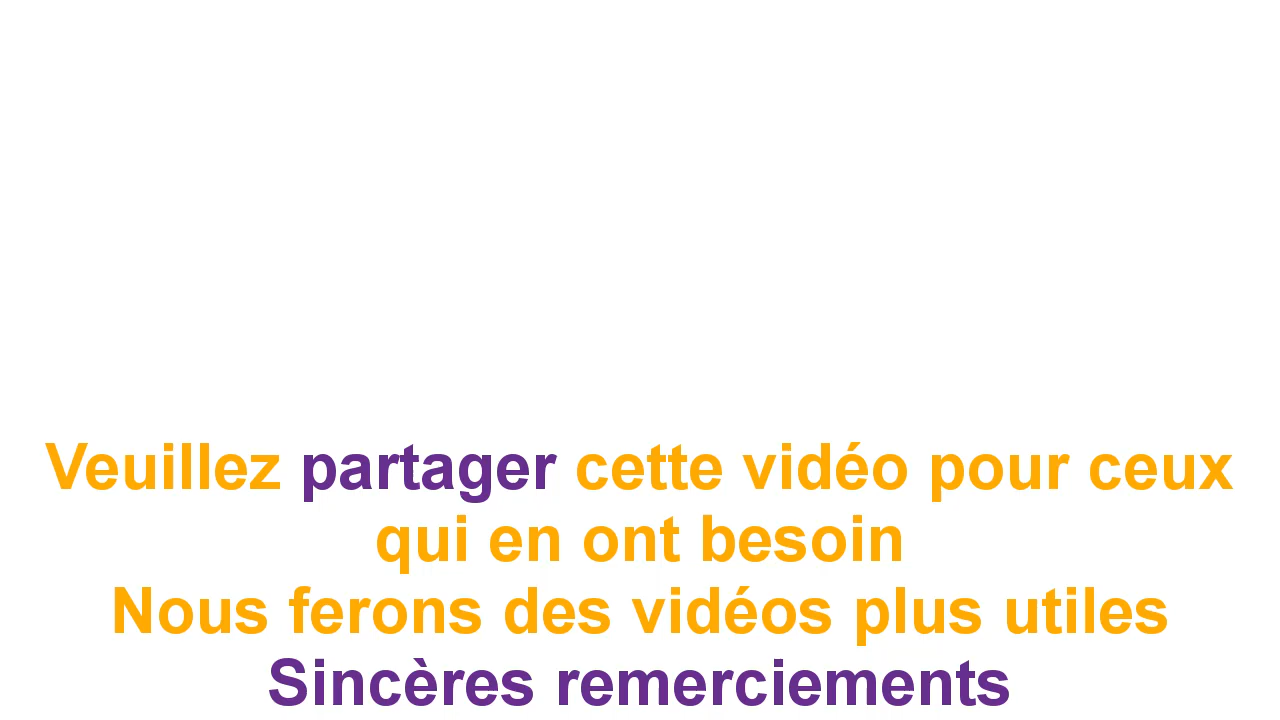 Veuillez partager cette vidéo pour ceux
qui en ont besoin
Nous ferons des vidéos plus utiles
Sincères remerciements